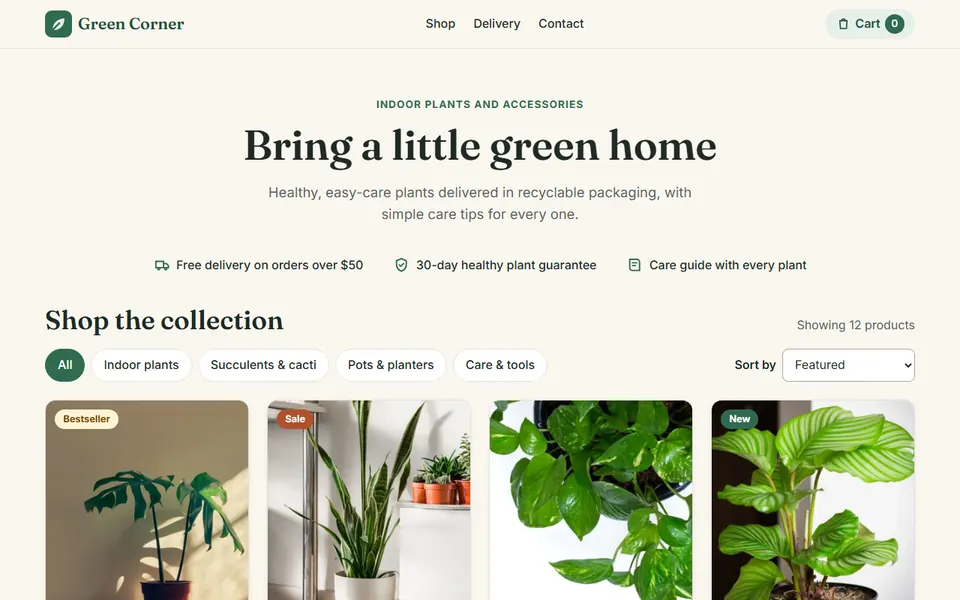 Green Corner
Shop
Delivery
Contact
Cart 0
INDOOR PLANTS AND ACCESSORIES
Bring a little green home
Healthy, easy-care plants delivered in recyclable packaging, with
simple care tips for every one.
Free delivery on orders over $50
30-day healthy plant guarantee
Care guide with every plant
Shop the collection
Showing 12 products
All
Indoor plants
Succulents & cacti
Pots & planters
Care & tools
Sort by
Featured
Bestseller
Sale
New